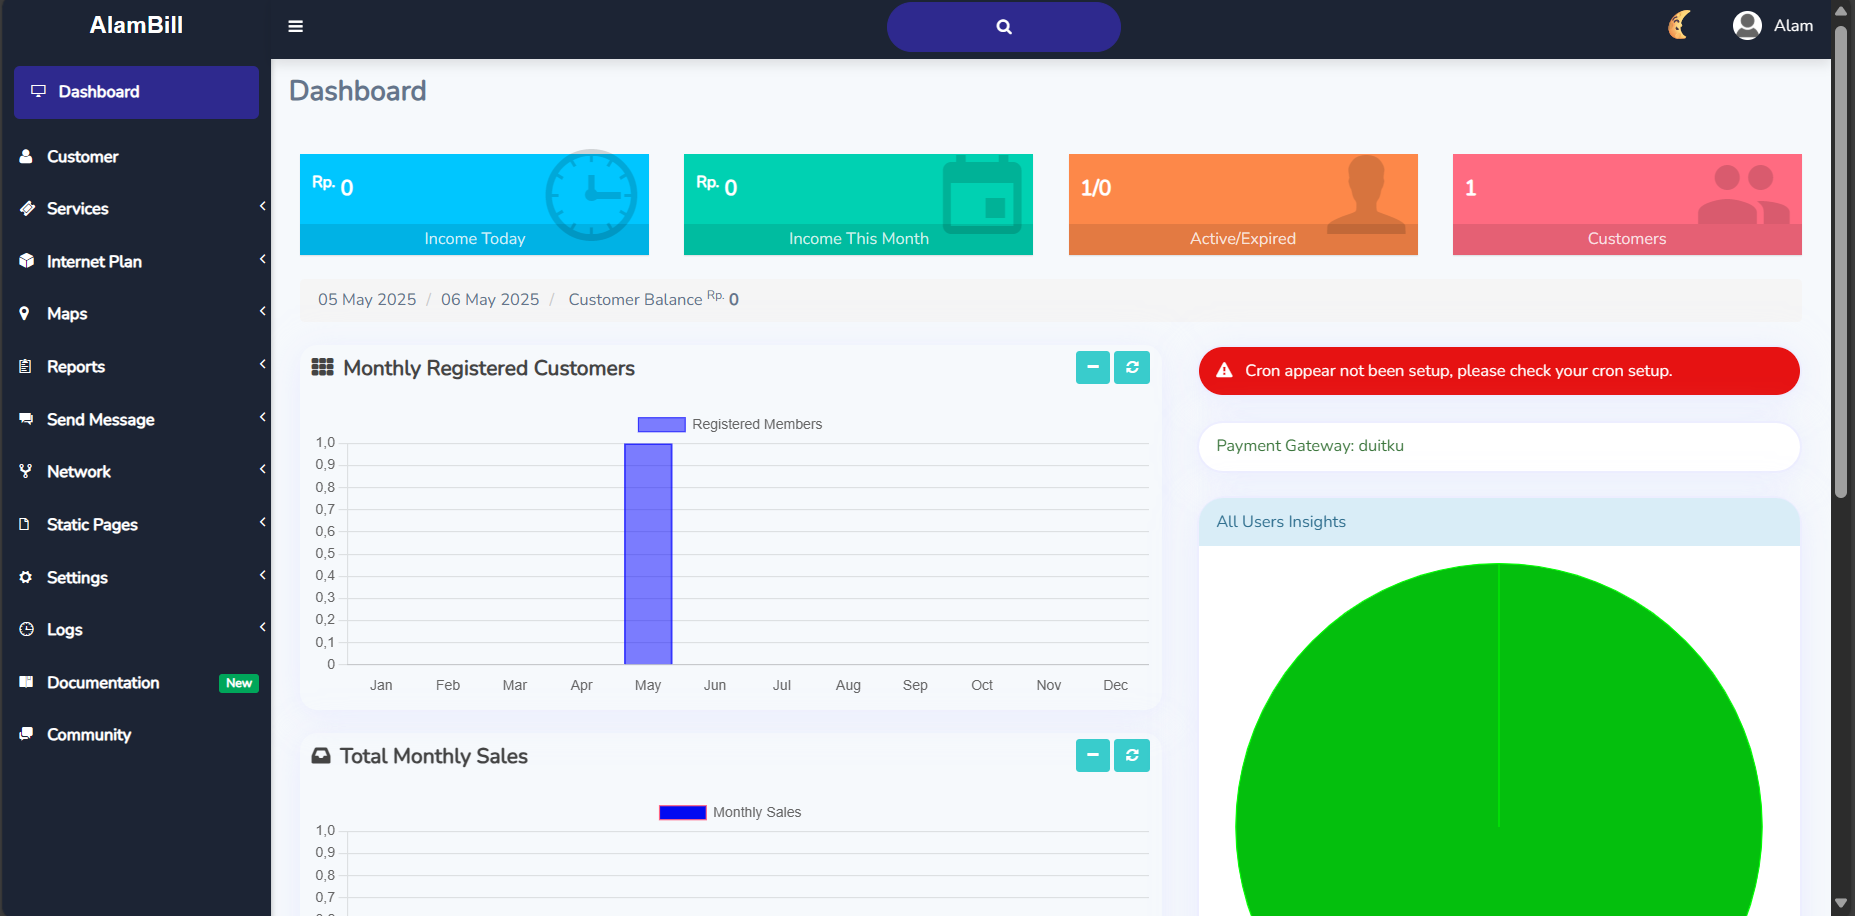 AlamBill
Alam
Dashboard
Customer
Services
Internet Plan
Maps
Reports
Send Message
Network
Static Pages
Settings
Logs
Documentation New
Community
Dashboard
Rp. 0
Income Today
Rp. 0
Income This Month
1/0
Active/Expired
1
Customers
05 May 2025 / 06 May 2025 / Customer Balance Rp. 0
Monthly Registered Customers
Registered Members
1,0
0,9
0,8
0,7
0,6
0,5
0,4
0,3
0,2
0,1
0
Jan Feb Mar Apr May Jun Jul Aug Sep Oct Nov Dec
Total Monthly Sales
Monthly Sales
1,0
0,9
0,8
0,7
Cron appear not been setup, please check your cron setup.
Payment Gateway: duitku
All Users Insights